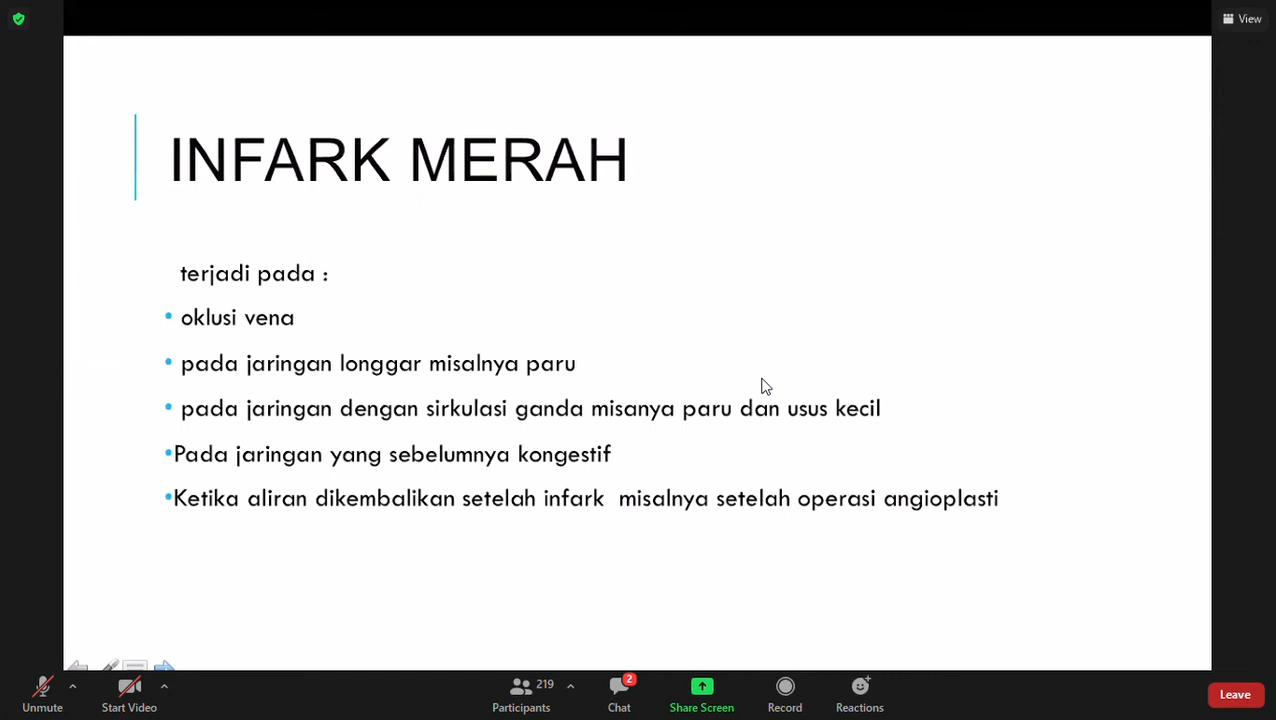 View
INFARK MERAH
terjadi pada :
• oklusi vena
• pada jaringan longgar misalnya paru
• pada jaringan dengan sirkulasi ganda misanya paru dan usus kecil
•Pada jaringan yang sebelumnya kongestif
•Ketika aliran dikembalikan setelah infark misalnya setelah operasi angioplasti
219
2
Unmute
Start Video
Participants
Chat
Share Screen
Record
Reactions
Leave